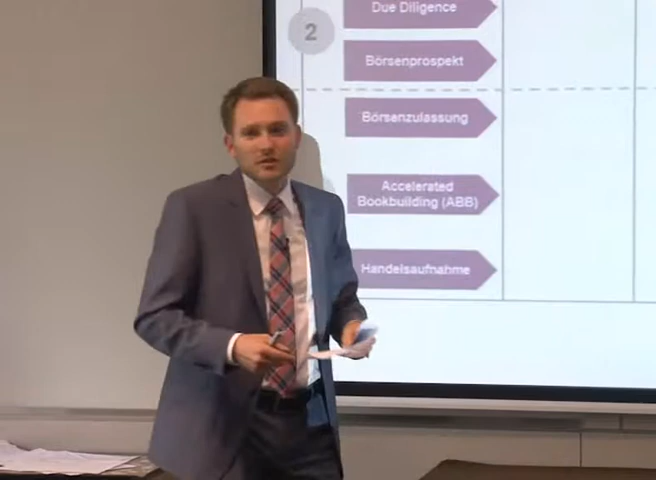 Due Diligence
2
Börsenprospekt
Börsenzulassung
Accelerated
Bookbuilding (ABB)
Handelsaufnahme